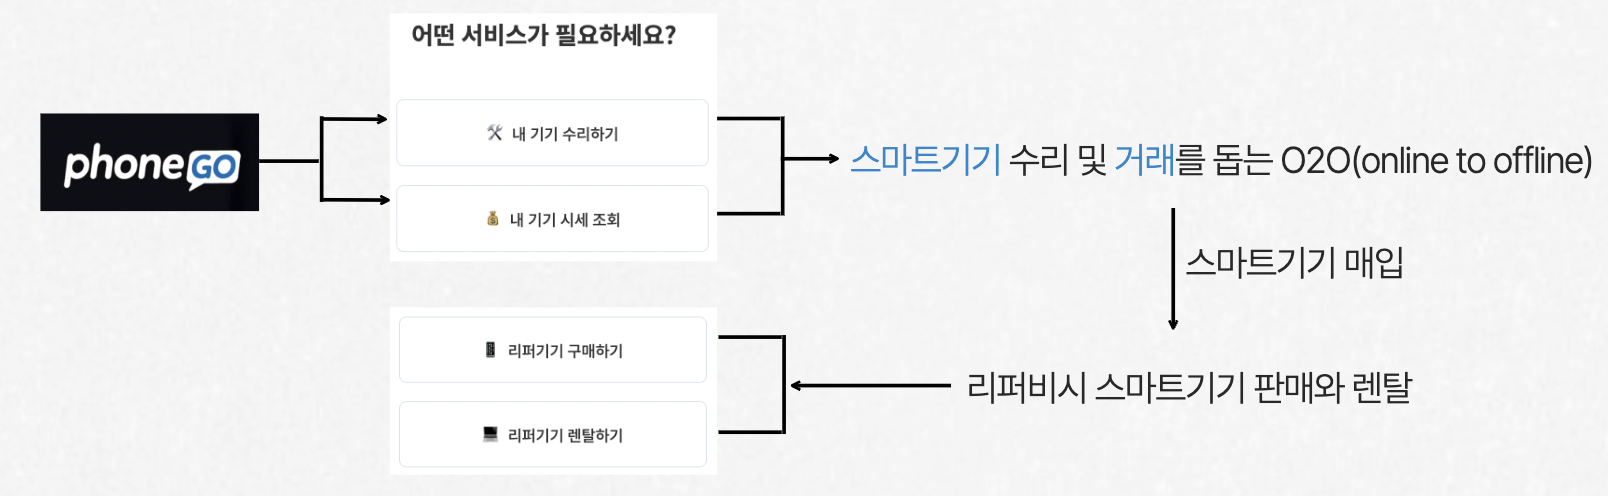 어떤 서비스가 필요하세요?
phoneGO
🛠 내 기기 수리하기
💰 내 기기 시세 조회
스마트기기 수리 및 거래를 돕는 O2O(online to offline)
스마트기기 매입
리퍼비시 스마트기기 판매와 렌탈
리퍼기기 구매하기
리퍼기기 렌탈하기